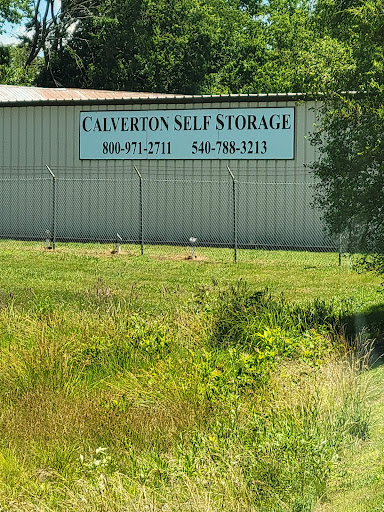 CALVERTON SELF STORAGE
800-971-2711 540-788-3213